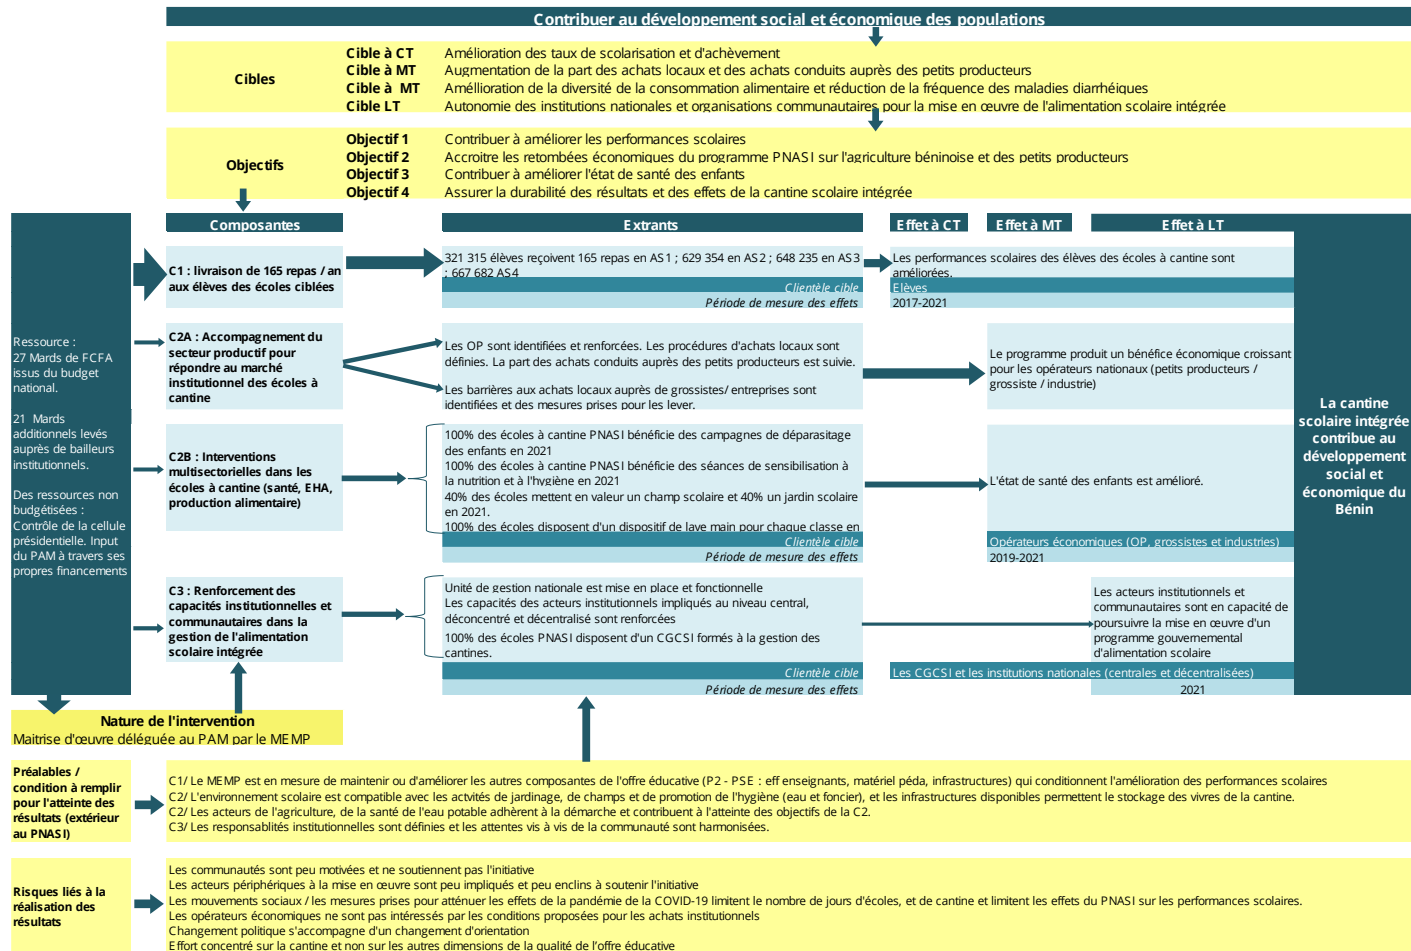 Contribuer au développement social et économique des populations
Cibles
Cible à CT Amélioration des taux de scolarisation et d'achèvement
Cible à MT Augmentation de la part des achats locaux et des achats conduits auprès des petits producteurs
Cible à MT Amélioration de la diversité de la consommation alimentaire et réduction de la fréquence des maladies diarrhéiques
Cible LT Autonomie des institutions nationales et organisations communautaires pour la mise en œuvre de l'alimentation scolaire intégrée
Objectifs
Objectif 1 Contribuer à améliorer les performances scolaires
Objectif 2 Accroitre les retombées économiques du programme PNASI sur l'agriculture béninoise et des petits producteurs
Objectif 3 Contribuer à améliorer l'état de santé des enfants
Objectif 4 Assurer la durabilité des résultats et des effets de la cantine scolaire intégrée
Composantes
Extrants
Effet à CT
Effet à MT
Effet à LT
Ressource :
27 Mards de FCFA
issus du budget
national.
21 Mards
additionnels levés
auprès de bailleurs
institutionnels.
Des ressources non
budgétisées :
Contrôle de la cellule
présidentielle. Input
du PAM à travers ses
propres financements
C1 : livraison de 165 repas / an
aux élèves des écoles ciblées
321 315 élèves reçoivent 165 repas en AS1 ; 629 354 en AS2 ; 648 235 en AS3
; 667 682 AS4
Clientèle cible
Période de mesure des effets
Les performances scolaires des élèves des écoles à cantine sont
améliorées.
Elèves
2017-2021
C2A : Accompagnement du
secteur productif pour
répondre au marché
institutionnel des écoles à
cantine
Les OP sont identifiées et renforcées. Les procédures d'achats locaux sont
définies. La part des achats conduits auprès des petits producteurs est suivie.
Les barrières aux achats locaux auprès de grossistes/ entreprises sont
identifiées et des mesures prises pour les lever.
Le programme produit un bénéfice économique croissant
pour les opérateurs nationaux (petits producteurs /
grossiste / industrie)
C2B : Interventions
multisectorielles dans les
écoles à cantine (santé, EHA,
production alimentaire)
100% des écoles à cantine PNASI bénéficie des campagnes de déparasitage
des enfants en 2021
100% des écoles à cantine PNASI bénéficie des séances de sensibilisation à
la nutrition et à l'hygiène en 2021
40% des écoles mettent en valeur un champ scolaire et 40% un jardin scolaire
en 2021.
100% des écoles disposent d'un dispositif de lave main pour chaque classe en
Clientèle cible
Période de mesure des effets
L'état de santé des enfants est amélioré.
Opérateurs économiques (OP, grossistes et industries)
2019-2021
C3 : Renforcement des
capacités institutionnelles et
communautaires dans la
gestion de l'alimentation
scolaire intégrée
Unité de gestion nationale est mise en place et fonctionnelle
Les capacités des acteurs institutionnels impliqués au niveau central,
déconcentré et décentralisé sont renforcées
100% des écoles PNASI disposent d'un CGCSI formés à la gestion des
cantines.
Clientèle cible
Période de mesure des effets
Les acteurs institutionnels et
communautaires sont en capacité de
poursuivre la mise en œuvre d'un
programme gouvernemental
d'alimentation scolaire
Les CGCSI et les institutions nationales (centrales et décentralisées)
2021
La cantine
scolaire intégrée
contribue au
développement
social et
économique du
Bénin
Nature de l'intervention
Maitrise d'œuvre déléguée au PAM par le MEMP
Préalables /
condition à remplir
pour l'atteinte des
résultats (extérieur
au PNASI)
C1/ Le MEMP est en mesure de maintenir ou d'améliorer les autres composantes de l'offre éducative (P2 - PSE : eff enseignants, matériel péda, infrastructures) qui conditionnent l'amélioration des performances scolaires
C2/ L'environnement scolaire est compatible avec les actvités de jardinage, de champs et de promotion de l'hygiène (eau et foncier), et les infrastructures disponibles permettent le stockage des vivres de la cantine.
C2/ Les acteurs de l'agriculture, de la santé de l'eau potable adhèrent à la démarche et contribuent à l'atteinte des objectifs de la C2.
C3/ Les responsablités institutionnelles sont définies et les attentes vis à vis de la communauté sont harmonisées.
Risques liés à la
réalisation des
résultats
Les communautés sont peu motivées et ne soutiennent pas l'initiative
Les acteurs périphériques à la mise en œuvre sont peu impliqués et peu enclins à soutenir l'initiative
Les mouvements sociaux / les mesures prises pour atténuer les effets de la pandémie de la COVID-19 limitent le nombre de jours d'écoles, et de cantine et limitent les effets du PNASI sur les performances scolaires.
Les opérateurs économiques ne sont pas intéressés par les conditions proposées pour les achats institutionnels
Changement politique s'accompagne d'un changement d'orientation
Effort concentré sur la cantine et non sur les autres dimensions de la qualité de l'offre éducative